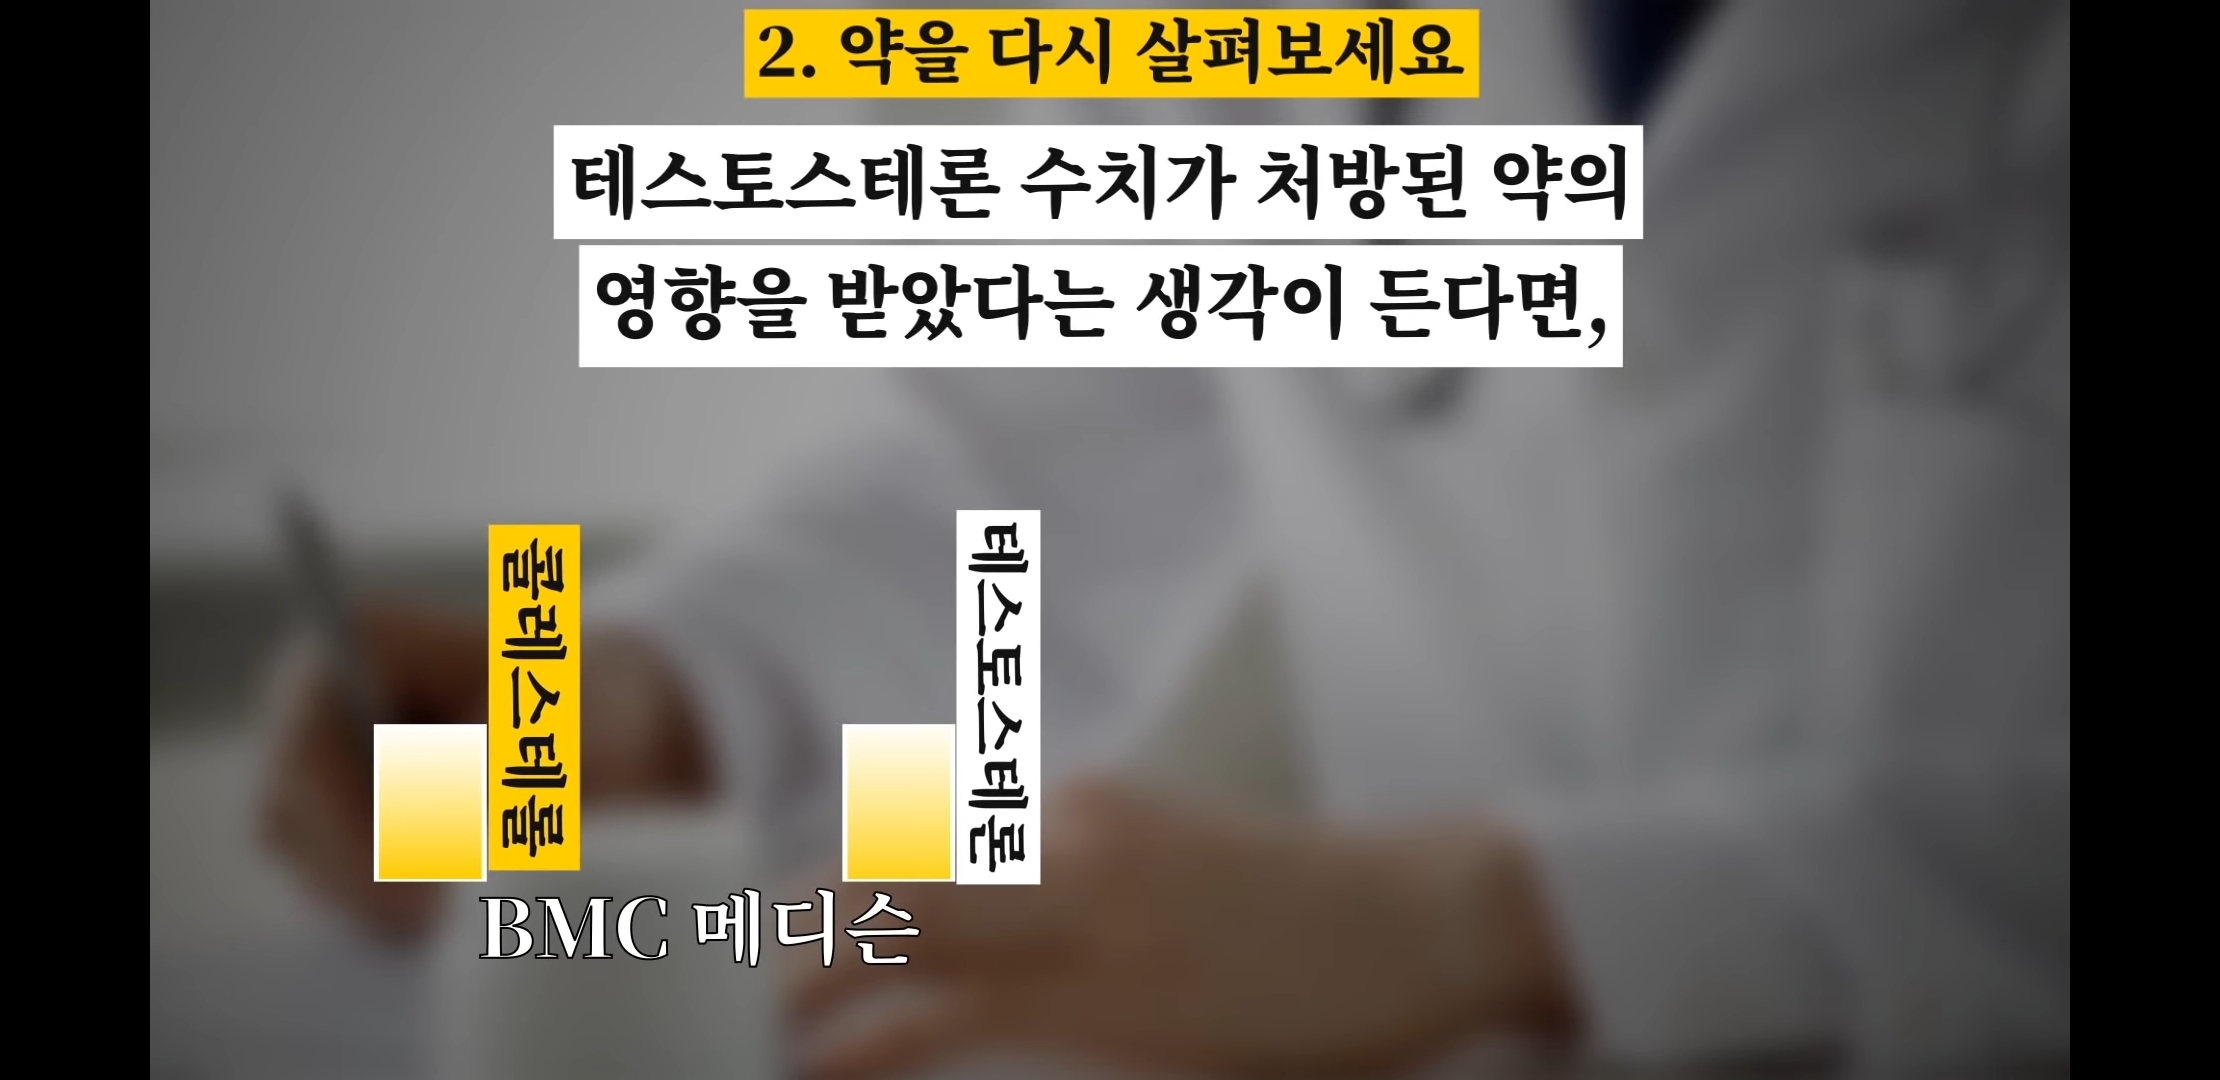 2. 약을 다시 살펴보세요
테스토스테론 수치가 처방된 약의
영향을 받았다는 생각이 든다면,
콜레스테롤
테스토스테론
BMC 메디슨